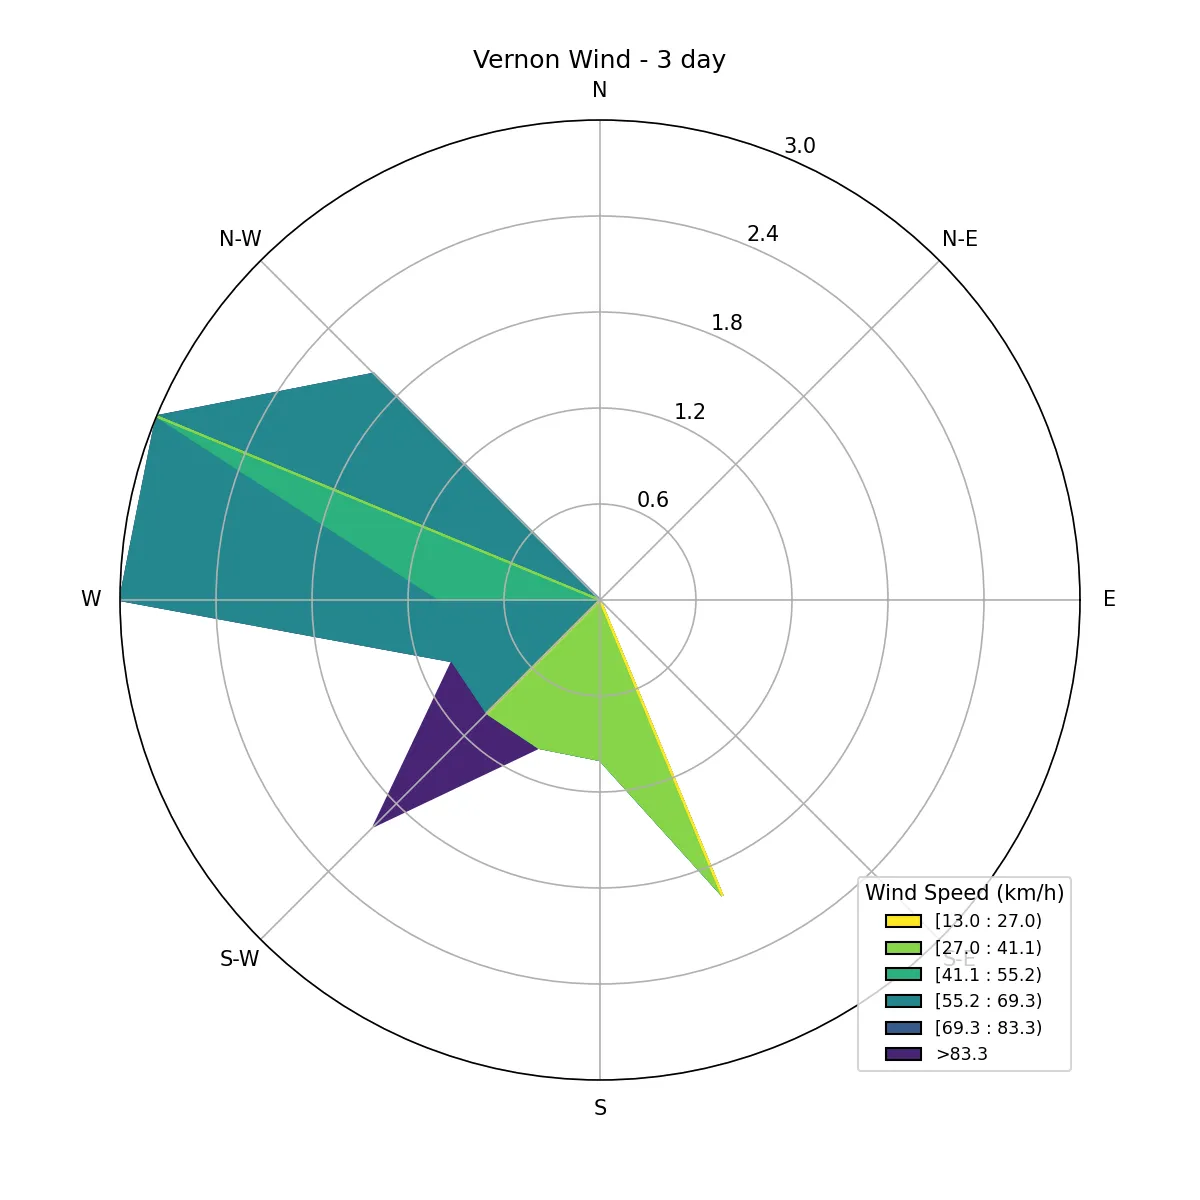 Vernon Wind - 3 day
N
3.0
N-W
N-E
2.4
1.8
1.2
0.6
W
E
S-W
S-E
S
Wind Speed (km/h)
[13.0 : 27.0)
[27.0 : 41.1)
[41.1 : 55.2)
[55.2 : 69.3)
[69.3 : 83.3)
>83.3